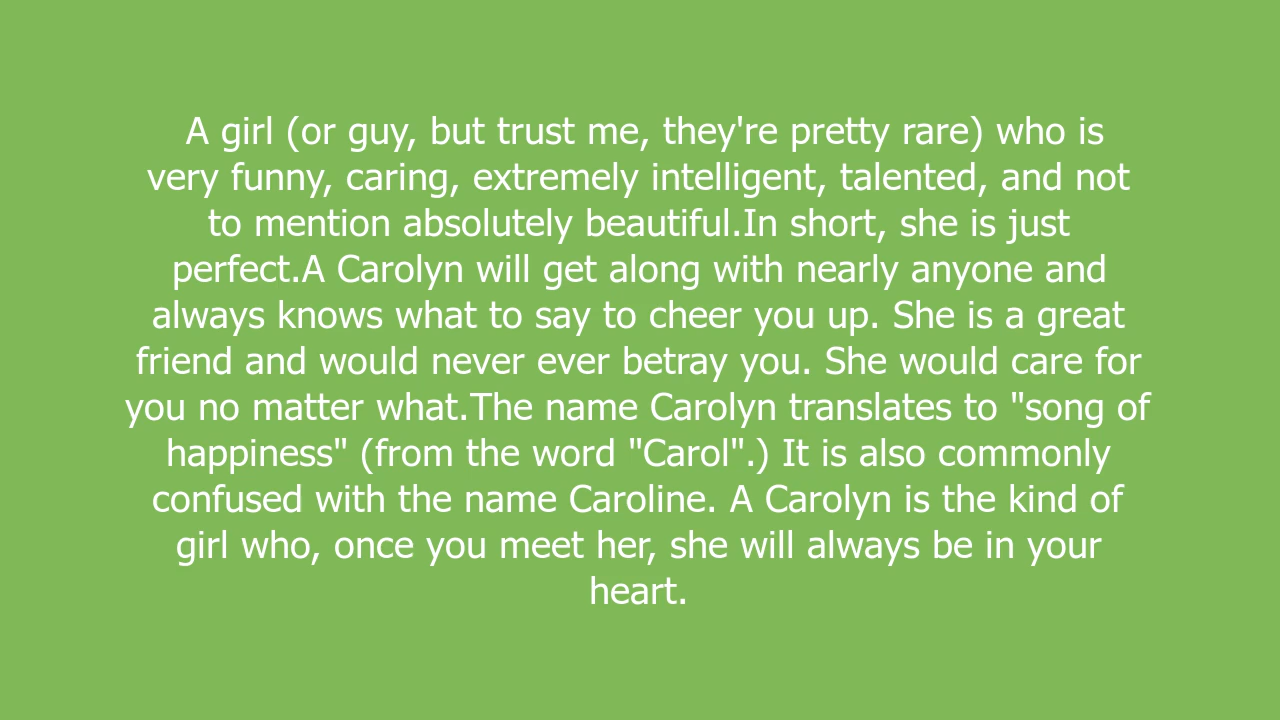 A girl (or guy, but trust me, they're pretty rare) who is
very funny, caring, extremely intelligent, talented, and not
to mention absolutely beautiful.In short, she is just
perfect.A Carolyn will get along with nearly anyone and
always knows what to say to cheer you up. She is a great
friend and would never ever betray you. She would care for
you no matter what.The name Carolyn translates to "song of
happiness" (from the word "Carol".) It is also commonly
confused with the name Caroline. A Carolyn is the kind of
girl who, once you meet her, she will always be in your
heart.